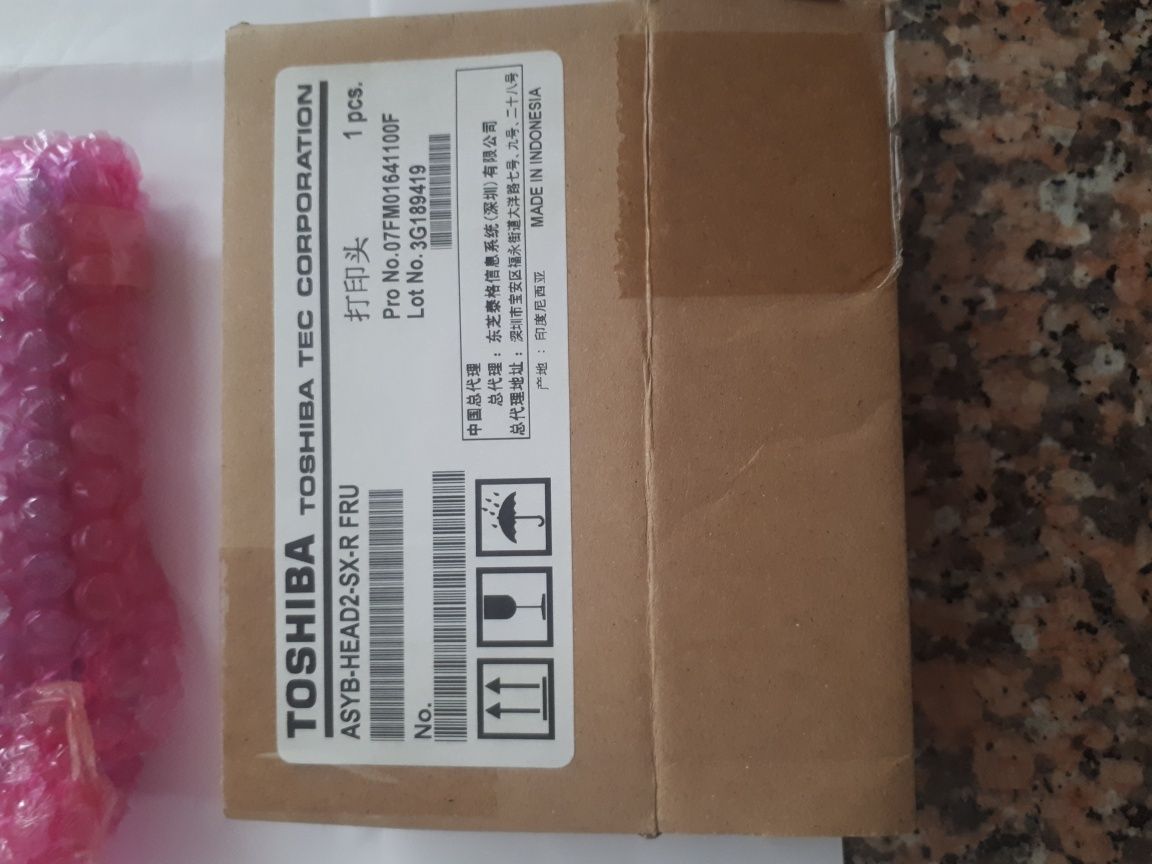 TOSHIBA TOSHIBA TEC CORPORATION
ASYB-HEAD2-SX-R FRU
打印头 1 pcs.
Pro No.07FM01641100F
Lot No.3G189419
No.
中国总代理
总代理：东芝泰格信息系统(深圳)有限公司
总代理地址：深圳市宝安区福永街道大洋路七号、九号、二十八号
产地：印度尼西亚 MADE IN INDONESIA